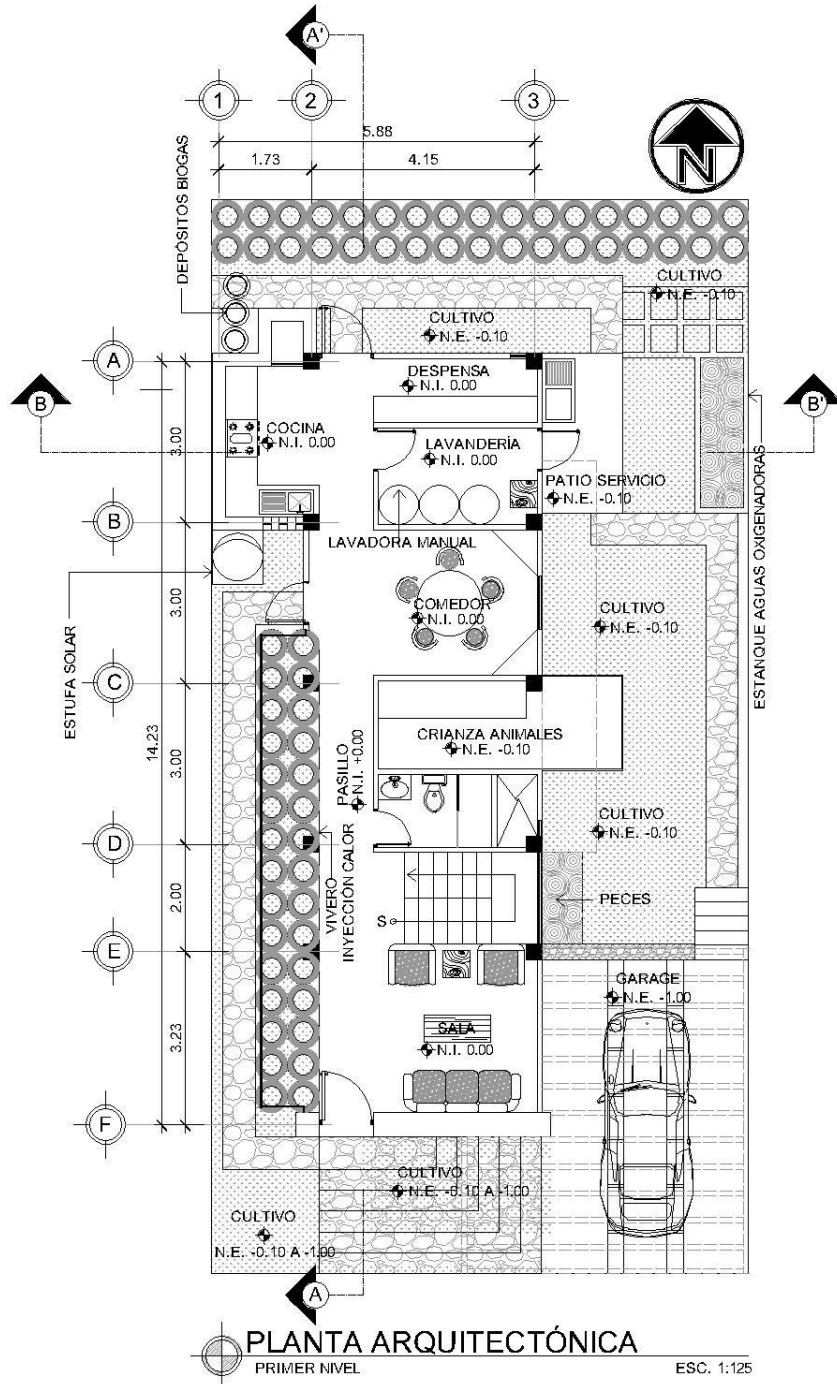 A'
1
2
3
5.88
1.73
4.15
N
DEPÓSITOS BIOGAS
CULTIVO
N.E. -0.10
CULTIVO
N.E. -0.10
A
DESPENSA
N.I. 0.00
B
B'
COCINA
N.I. 0.00
LAVANDERÍA
N.I. 0.00
3.00
PATIO SERVICIO
N.E. -0.10
B
LAVADORA MANUAL
ESTANQUE AGUAS OXIGENADORAS
3.00
COMEDOR
N.I. 0.00
CULTIVO
N.E. -0.10
ESTUFA SOLAR
C
14.23
3.00
CRIANZA ANIMALES
N.E. -0.10
PASILLO
N.I. +0.00
CULTIVO
N.E. -0.10
D
VIVERO
INYECCIÓN CALOR
2.00
PECES
S
E
GARAGE
N.E. -1.00
3.23
SALA
N.I. 0.00
F
CULTIVO
N.E. -0.10 A -1.00
CULTIVO
N.E. -0.10 A -1.00
A
PLANTA ARQUITECTÓNICA
PRIMER NIVEL
ESC. 1:125